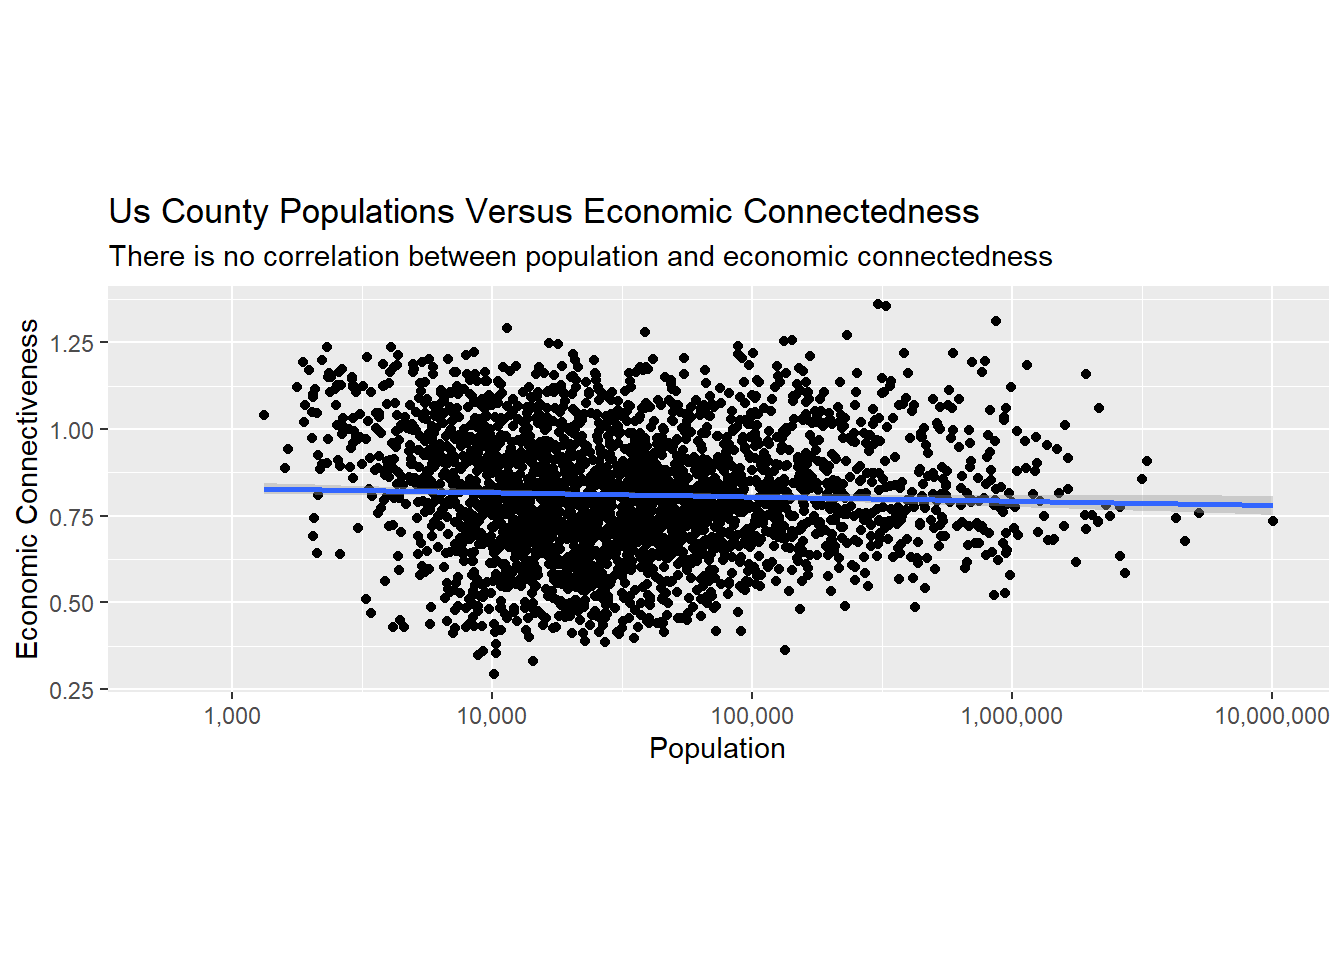 Us County Populations Versus Economic Connectedness
There is no correlation between population and economic connectedness
Economic Connectiveness
1.25
1.00
0.75
0.50
0.25
1,000
10,000
100,000
1,000,000
10,000,000
Population